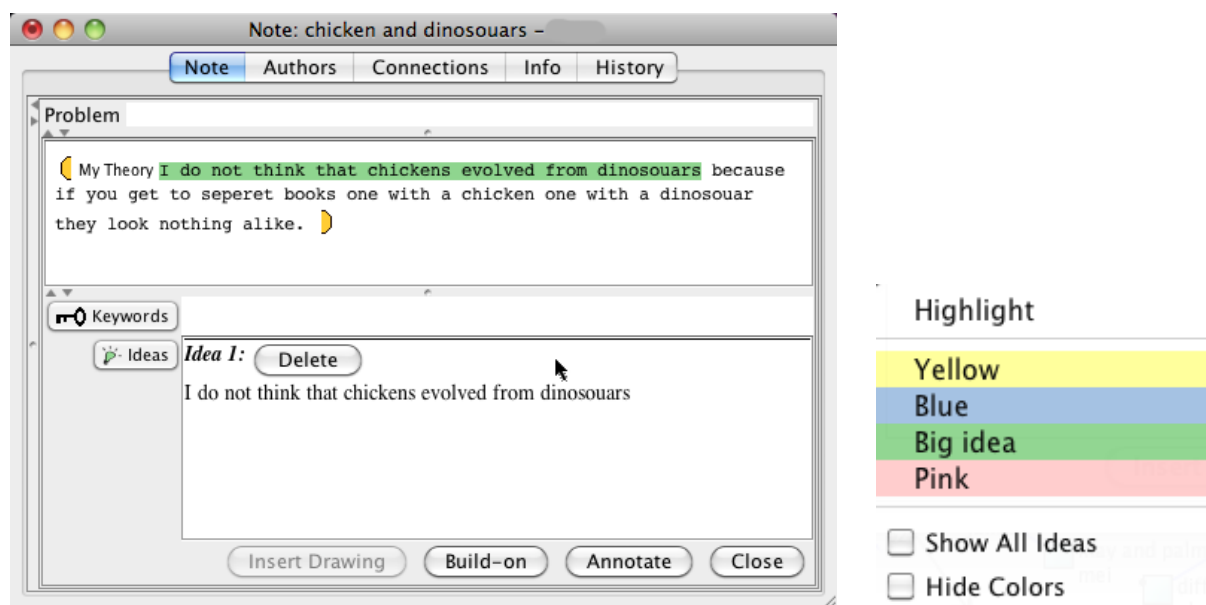 Note: chicken and dinosouars –
Note Authors Connections Info History
Problem
My Theory I do not think that chickens evolved from dinosouars because
if you get to seperet books one with a chicken one with a dinosouar
they look nothing alike.
Keywords
Ideas
Idea 1: Delete
I do not think that chickens evolved from dinosouars
Insert Drawing Build-on Annotate Close
Highlight
Yellow
Blue
Big idea
Pink
Show All Ideas
Hide Colors